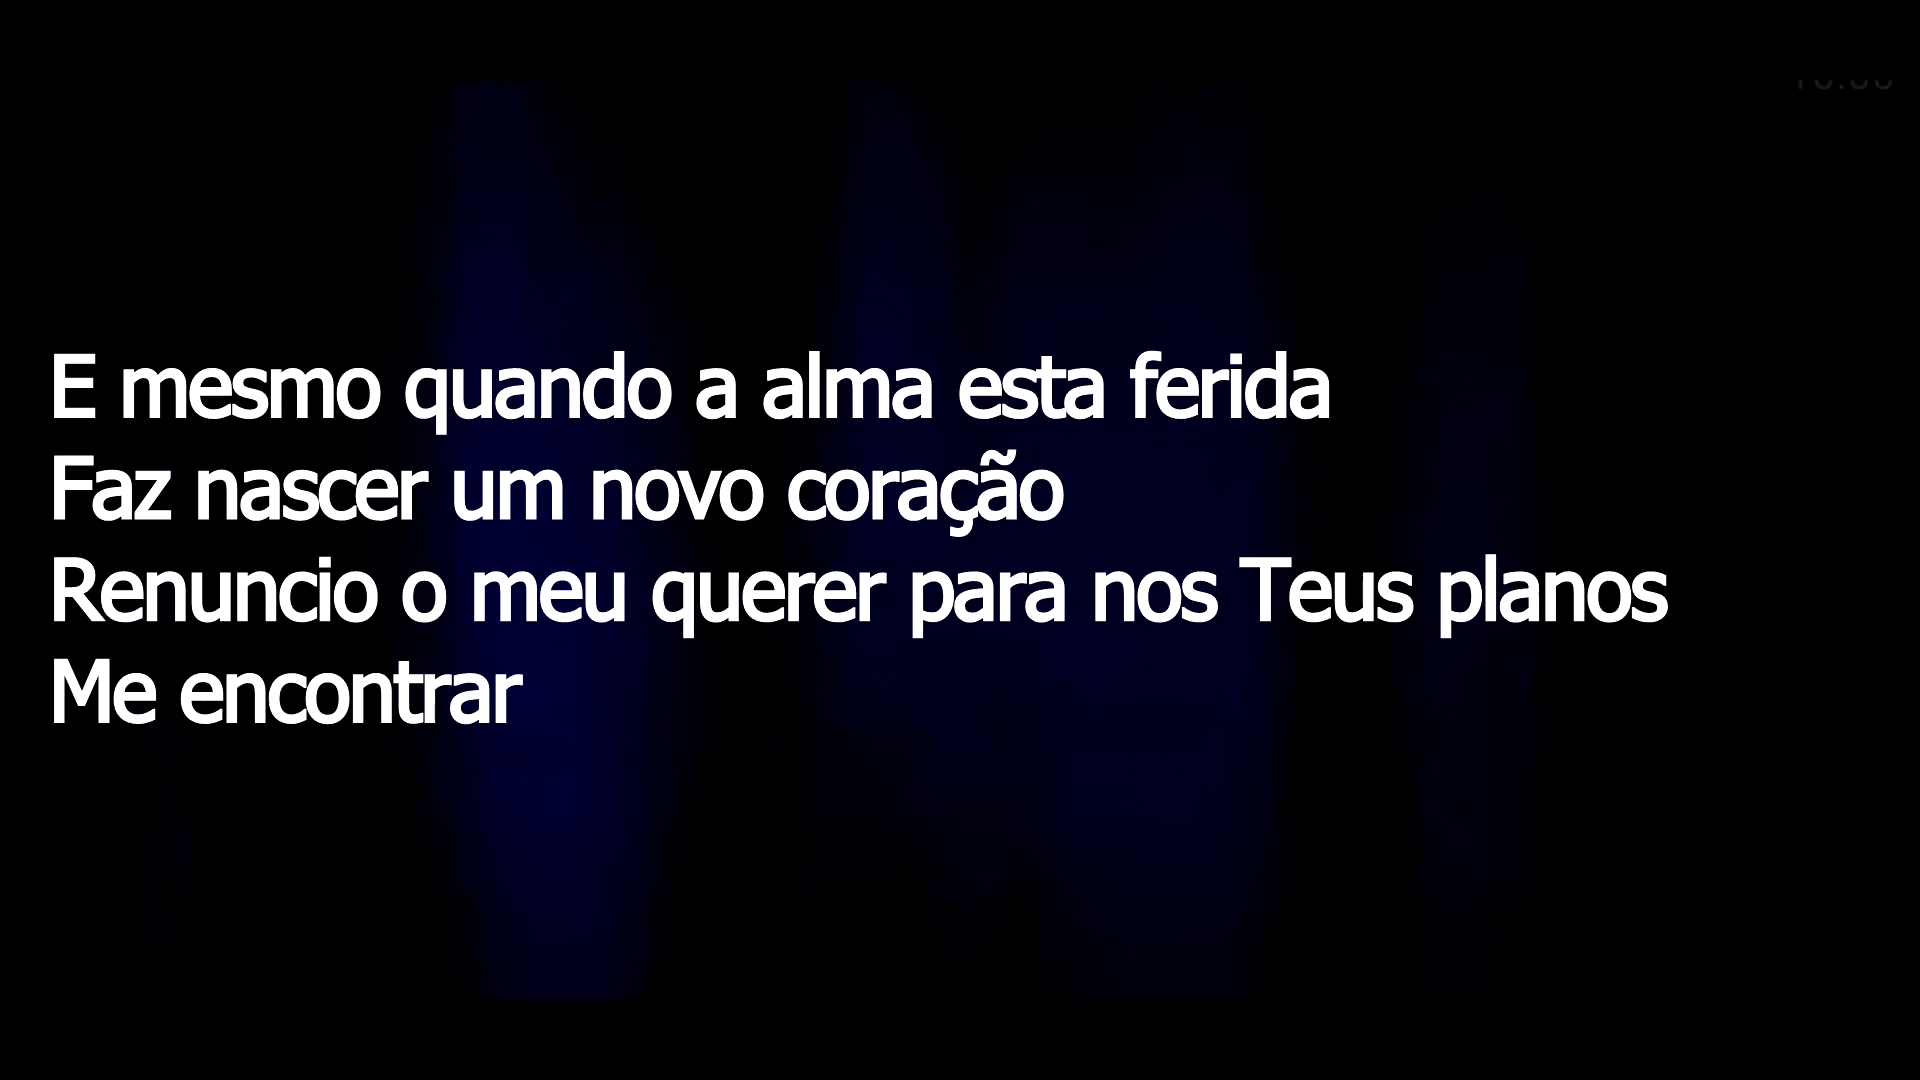 E mesmo quando a alma esta ferida
Faz nascer um novo coração
Renuncio o meu querer para nos Teus planos
Me encontrar